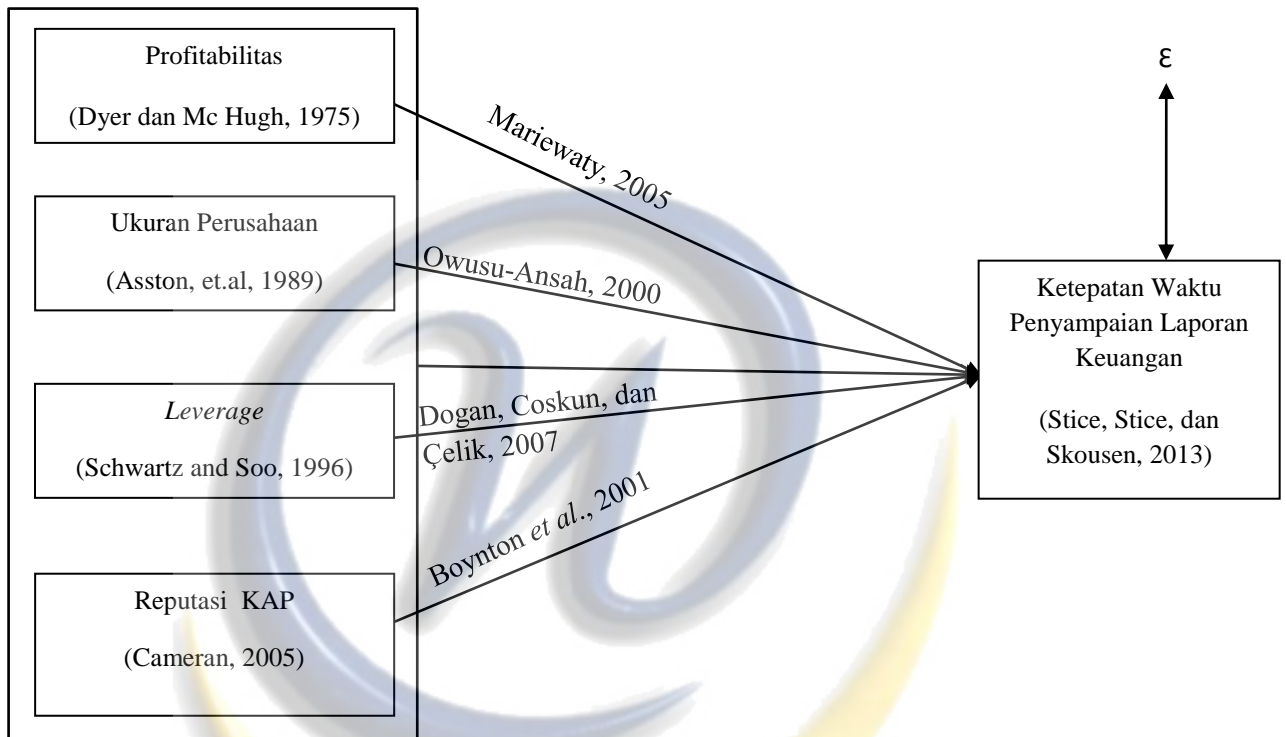 Profitabilitas
(Dyer dan Mc Hugh, 1975)
Ukuran Perusahaan
(Asston, et.al, 1989)
Leverage
(Schwartz and Soo, 1996)
Reputasi KAP
(Cameran, 2005)
Mariewaty, 2005
Owusu-Ansah, 2000
Dogan, Coskun, dan
Çelik, 2007
Boynton et al., 2001
ε
Ketepatan Waktu
Penyampaian Laporan
Keuangan
(Stice, Stice, dan
Skousen, 2013)